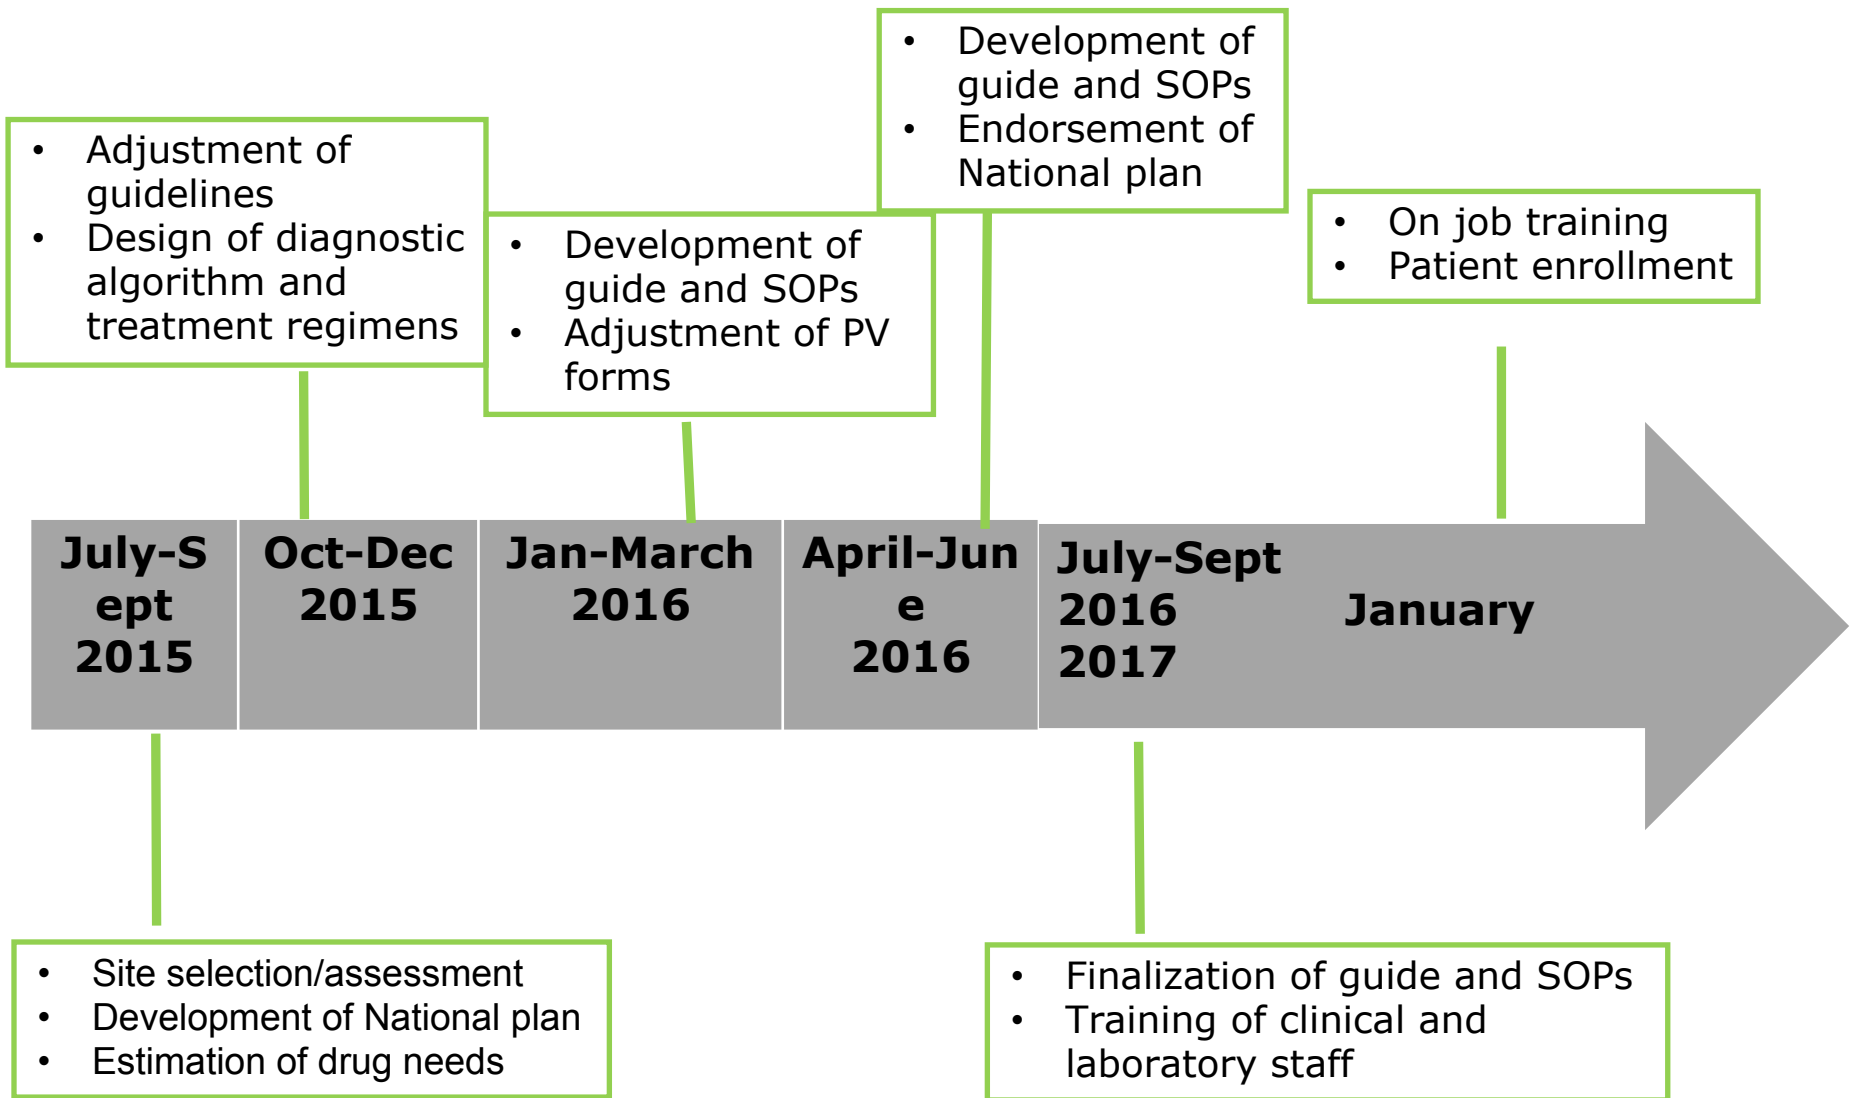 • Development of
guide and SOPs
• Endorsement of
National plan
• Adjustment of
guidelines
• Design of diagnostic
algorithm and
treatment regimens
• Development of
guide and SOPs
• Adjustment of PV
forms
• On job training
• Patient enrollment
July-S
ept
2015
Oct-Dec
2015
Jan-March
2016
April-Jun
e
2016
July-Sept
2016 January
2017
• Site selection/assessment
• Development of National plan
• Estimation of drug needs
• Finalization of guide and SOPs
• Training of clinical and
laboratory staff